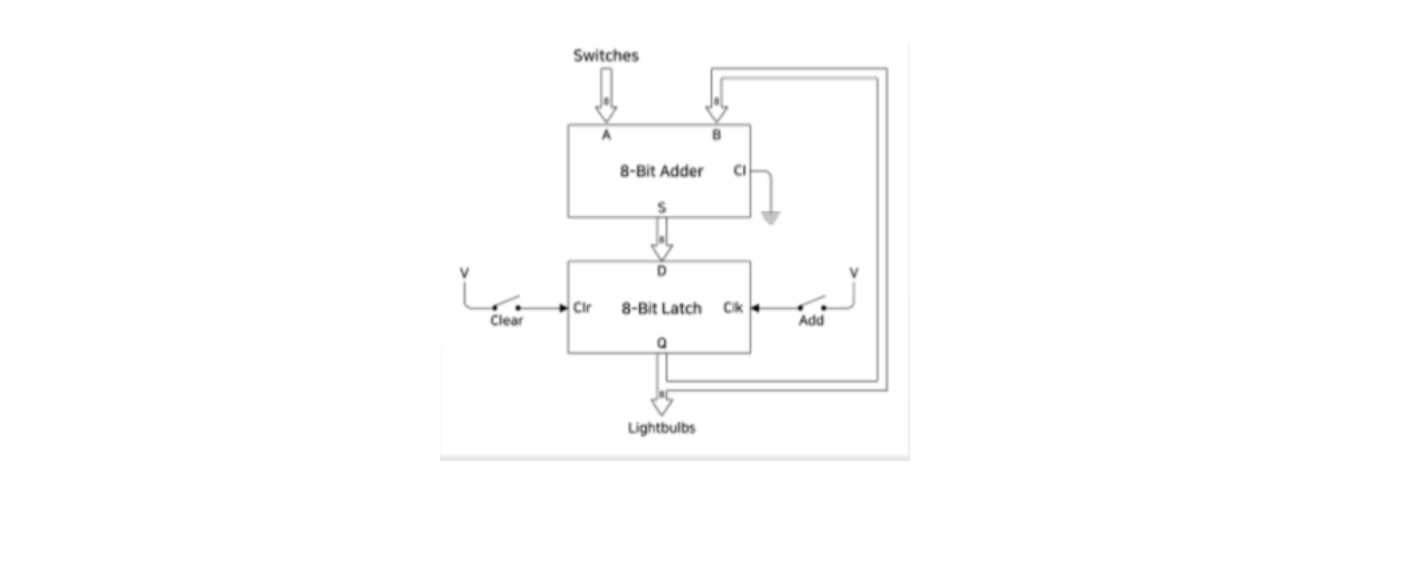 Switches
8
8
A
B
8-Bit Adder
CI
S
8
V
D
V
Clr
8-Bit Latch
Clk
Clear
Add
Q
8
Lightbulbs